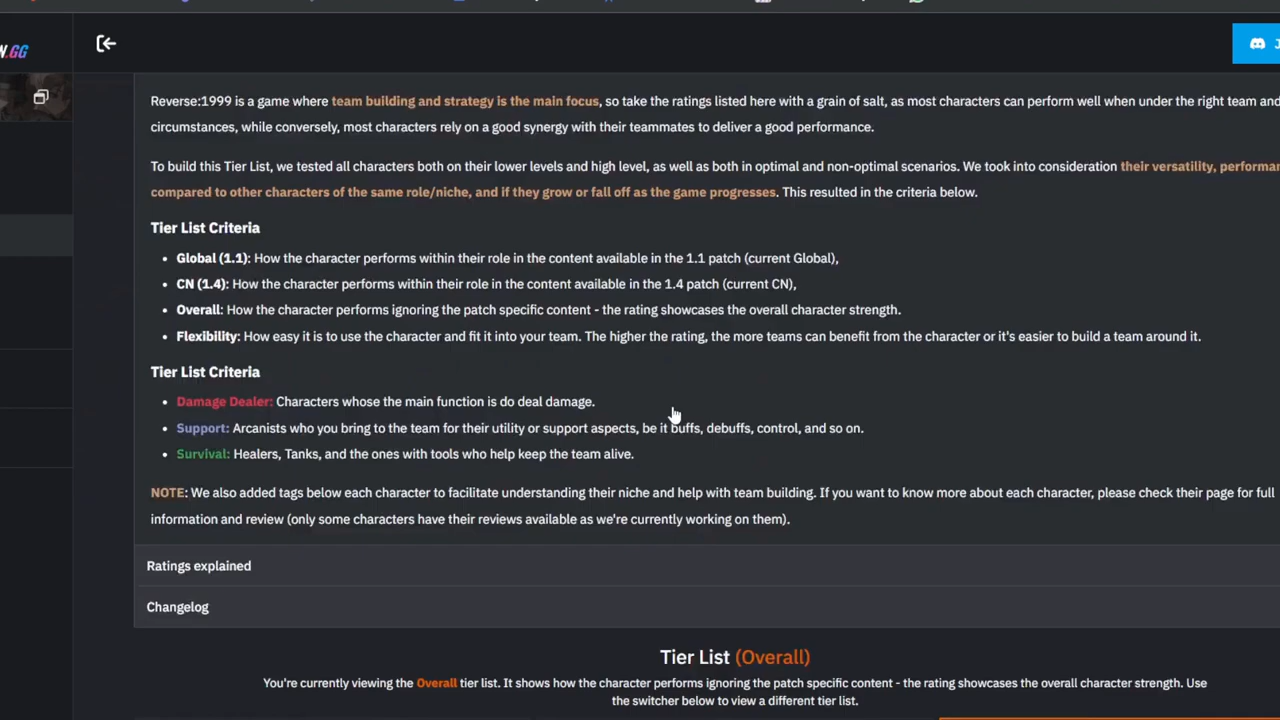 W.GG
J
Reverse:1999 is a game where team building and strategy is the main focus, so take the ratings listed here with a grain of salt, as most characters can perform well when under the right team and
circumstances, while conversely, most characters rely on a good synergy with their teammates to deliver a good performance.
To build this Tier List, we tested all characters both on their lower levels and high level, as well as both in optimal and non-optimal scenarios. We took into consideration their versatility, performan
compared to other characters of the same role/niche, and if they grow or fall off as the game progresses. This resulted in the criteria below.
Tier List Criteria
• Global (1.1): How the character performs within their role in the content available in the 1.1 patch (current Global),
• CN (1.4): How the character performs within their role in the content available in the 1.4 patch (current CN),
• Overall: How the character performs ignoring the patch specific content - the rating showcases the overall character strength.
• Flexibility: How easy it is to use the character and fit it into your team. The higher the rating, the more teams can benefit from the character or it's easier to build a team around it.
Tier List Criteria
• Damage Dealer: Characters whose the main function is do deal damage.
• Support: Arcanists who you bring to the team for their utility or support aspects, be it buffs, debuffs, control, and so on.
• Survival: Healers, Tanks, and the ones with tools who help keep the team alive.
NOTE: We also added tags below each character to facilitate understanding their niche and help with team building. If you want to know more about each character, please check their page for full
information and review (only some characters have their reviews available as we're currently working on them).
Ratings explained
Changelog
Tier List (Overall)
You're currently viewing the Overall tier list. It shows how the character performs ignoring the patch specific content - the rating showcases the overall character strength. Use
the switcher below to view a different tier list.